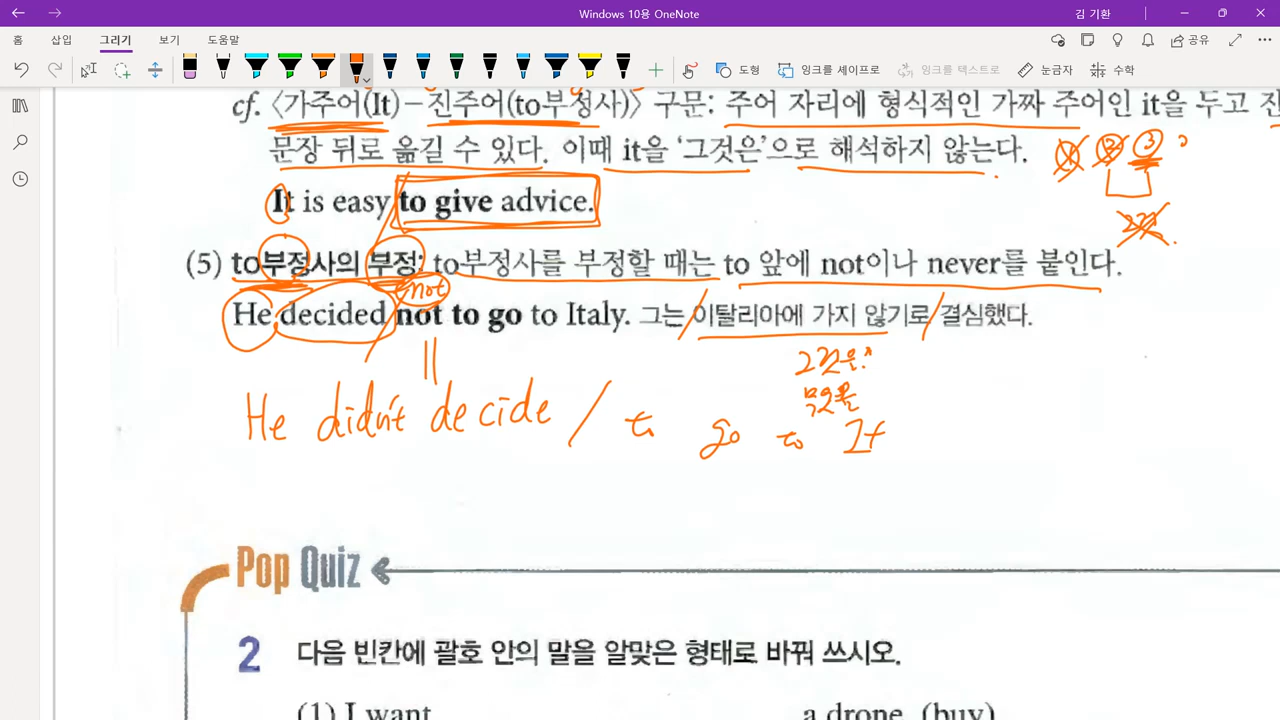 Windows 10용 OneNote
김 기환
홈 삽입 그리기 보기 도움말
공유
도형 잉크를 셰이프로 잉크를 텍스트로 눈금자 수학
cf. 〈가주어(It)−진주어(to부정사)〉 구문: 주어 자리에 형식적인 가짜 주어인 it을 두고 진
문장 뒤로 옮길 수 있다. 이때 it을 ‘그것은’으로 해석하지 않는다.
① ② ③
It is easy to give advice.
(5) to부정사의 부정: to부정사를 부정할 때는 to 앞에 not이나 never를 붙인다.
not
He decided not to go to Italy. 그는 이탈리아에 가지 않기로 결심했다.
He didn't decide / to go to It
Pop Quiz
2 다음 빈칸에 괄호 안의 말을 알맞은 형태로 바꿔 쓰시오.
(1) I want a drone. (buy)